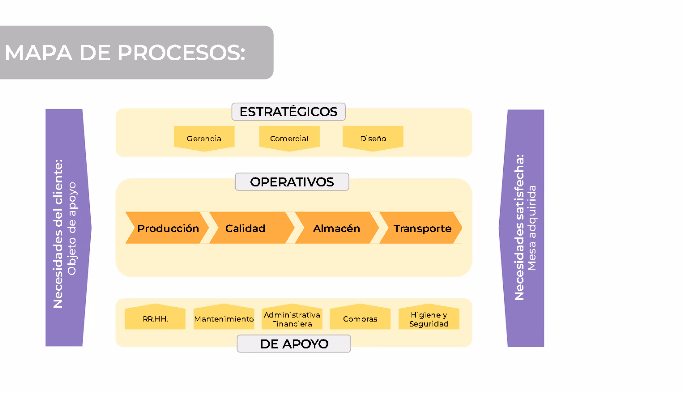 MAPA DE PROCESOS:
ESTRATÉGICOS
Gerencia
Comercial
Diseño
Necesidades del cliente:
Objeto de apoyo
OPERATIVOS
Producción
Calidad
Almacén
Transporte
Necesidades satisfecha:
Mesa adquirida
RR.HH.
Mantenimiento
Administrativa
Financiera
Compras
Higiene y
Seguridad
DE APOYO